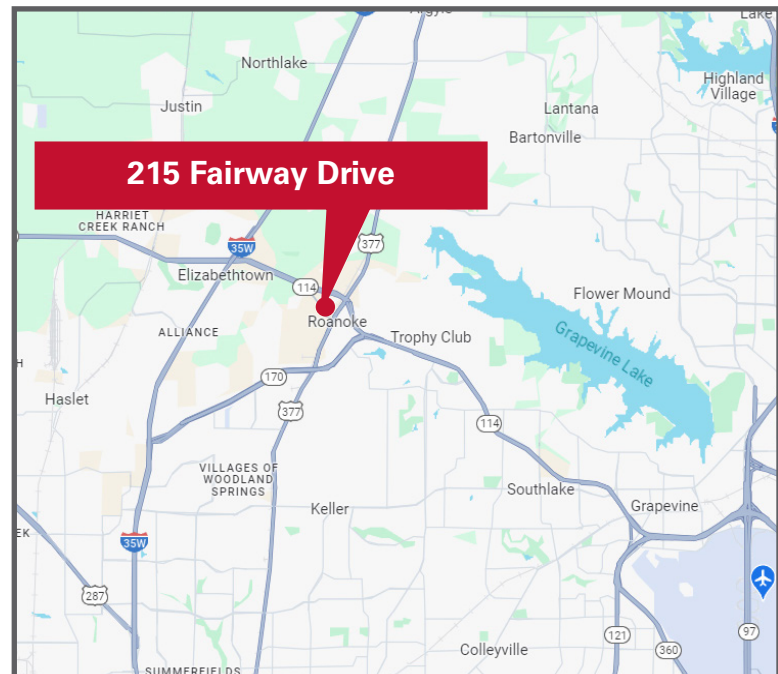 Argyle
Lake
Northlake
Highland
Village
Justin
Lantana
Bartonville
215 Fairway Drive
HARRIET
CREEK RANCH
35W
377
Elizabethtown
114
Flower Mound
Roanoke
ALLIANCE
Trophy Club
Grapevine Lake
H
170
Haslet
377
114
VILLAGES OF
WOODLAND
SPRINGS
Southlake
Keller
Grapevine
EK
35W
287
121
97
360
Colleyville
SUMMERFIELDS